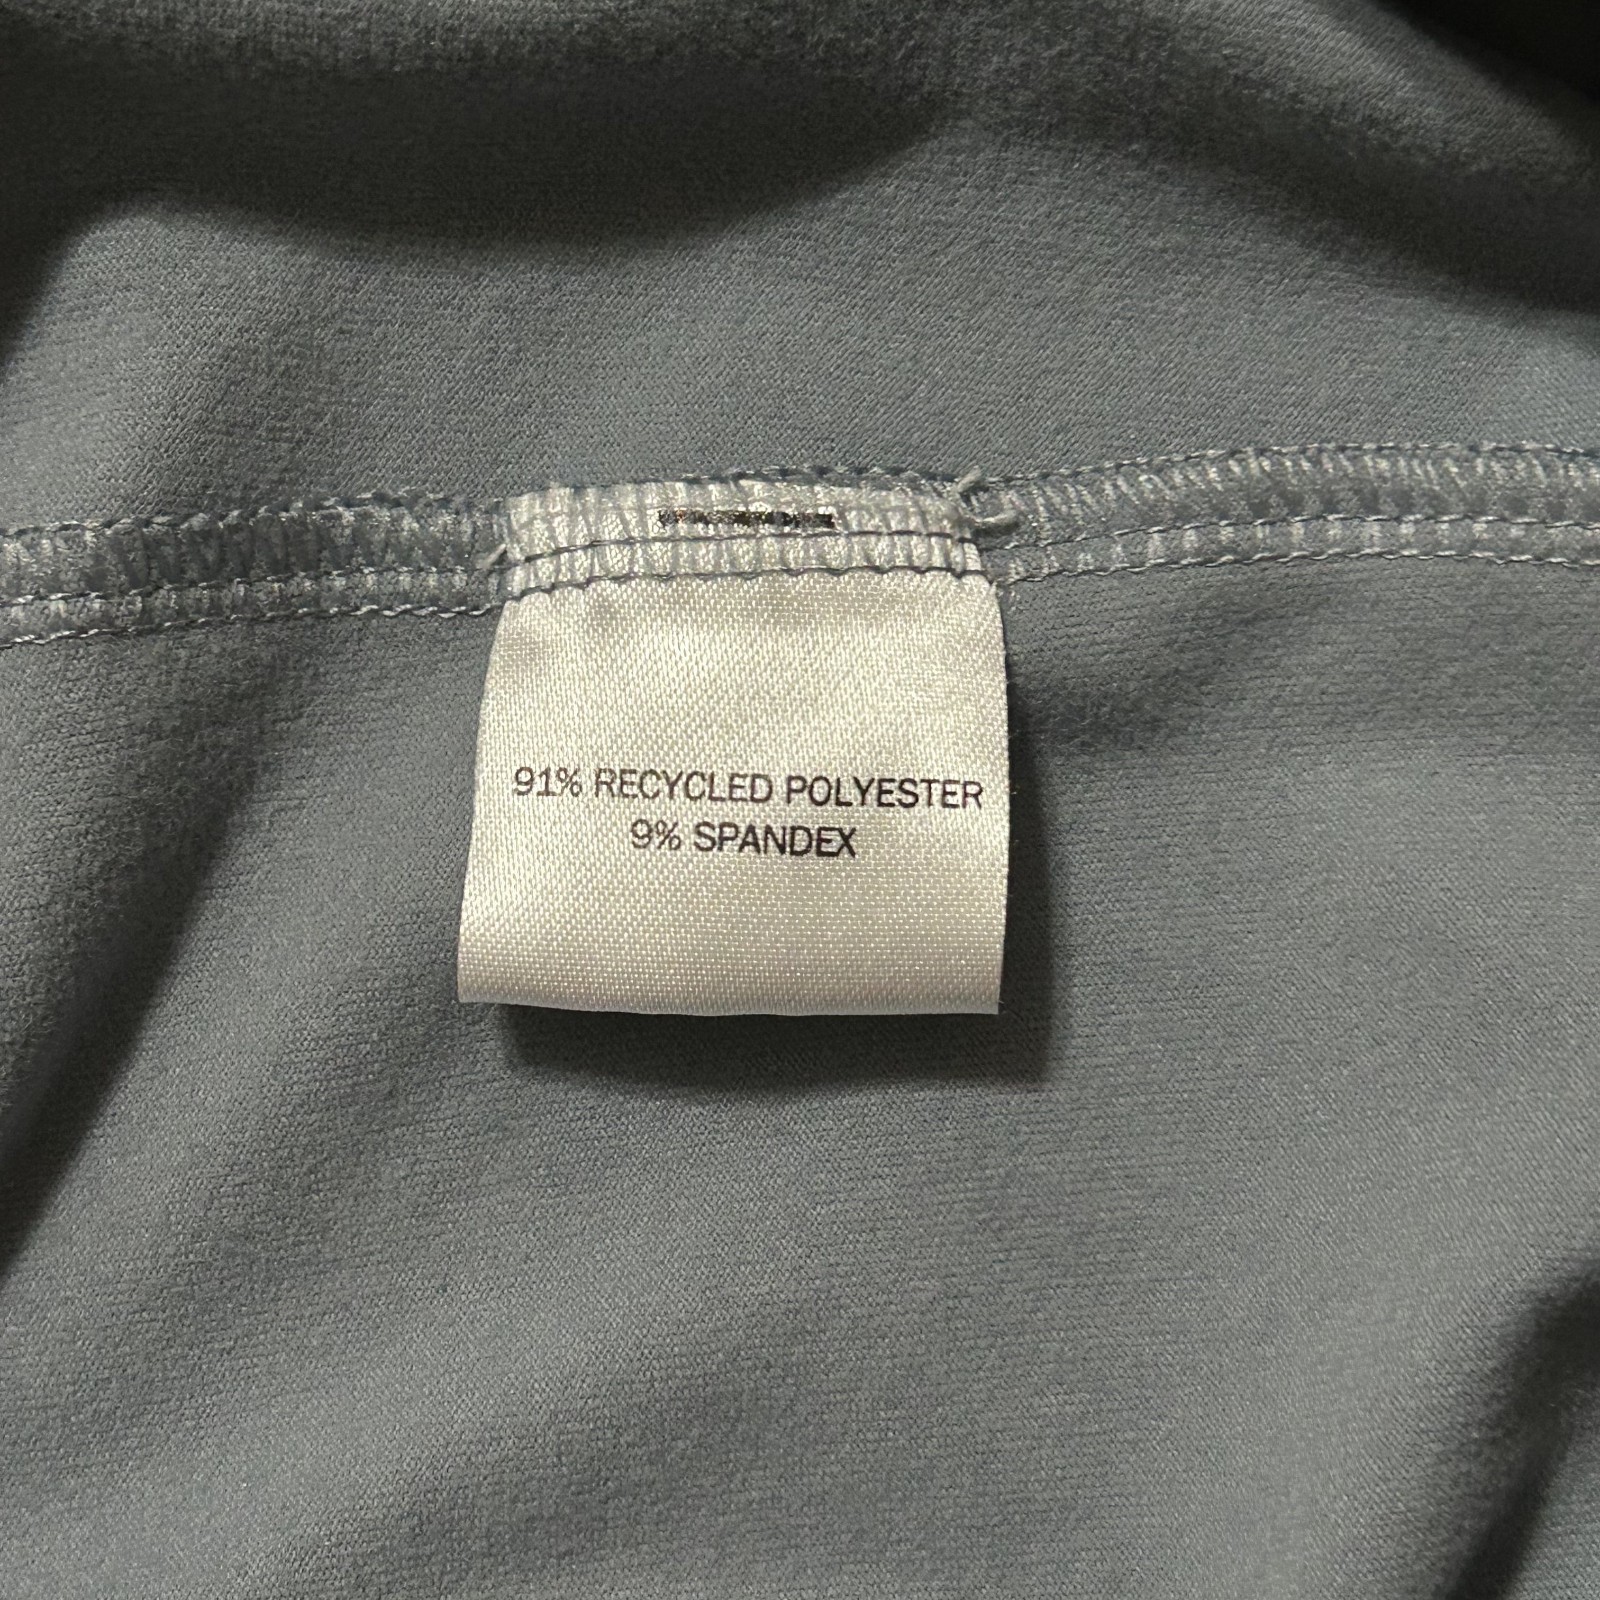 91% RECYCLED POLYESTER
9% SPANDEX